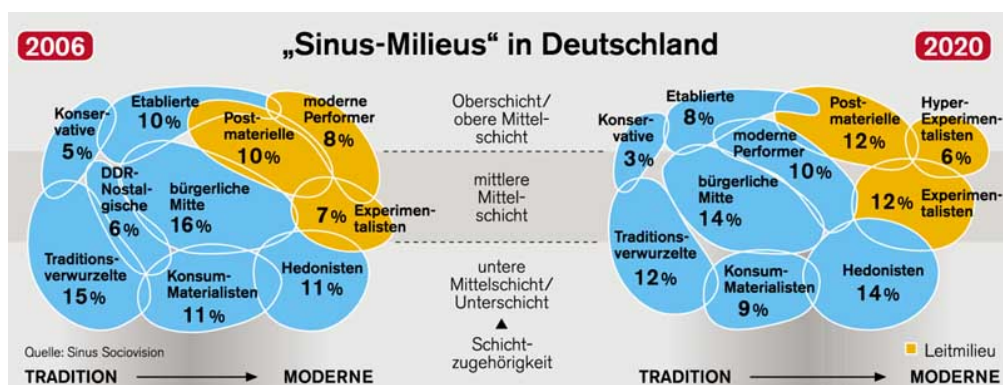 2006
„Sinus-Milieus“ in Deutschland
2020
Konser-
vative
5%
Etablierte
10%
Post-
materielle
10%
moderne
Performer
8%
DDR-
Nostal-
gische
6%
bürgerliche
Mitte
16%
7%
Experimen-
talisten
Traditions-
verwurzelte
15%
Konsum-
Materialisten
11%
Hedonisten
11%
Oberschicht/
obere Mittel-
schicht
mittlere
Mittel-
schicht
untere
Mittelschicht/
Unterschicht
Schicht-
zugehörigkeit
Konser-
vative
3%
Etablierte
8%
moderne
Performer
10%
Post-
materielle
12%
Hyper-
Experimen-
talisten
6%
bürgerliche
Mitte
14%
12%
Experimen-
talisten
Traditions-
verwurzelte
12%
Konsum-
Materialisten
9%
Hedonisten
14%
Quelle: Sinus Sociovision
Leitmilieu
TRADITION
MODERNE
TRADITION
MODERNE